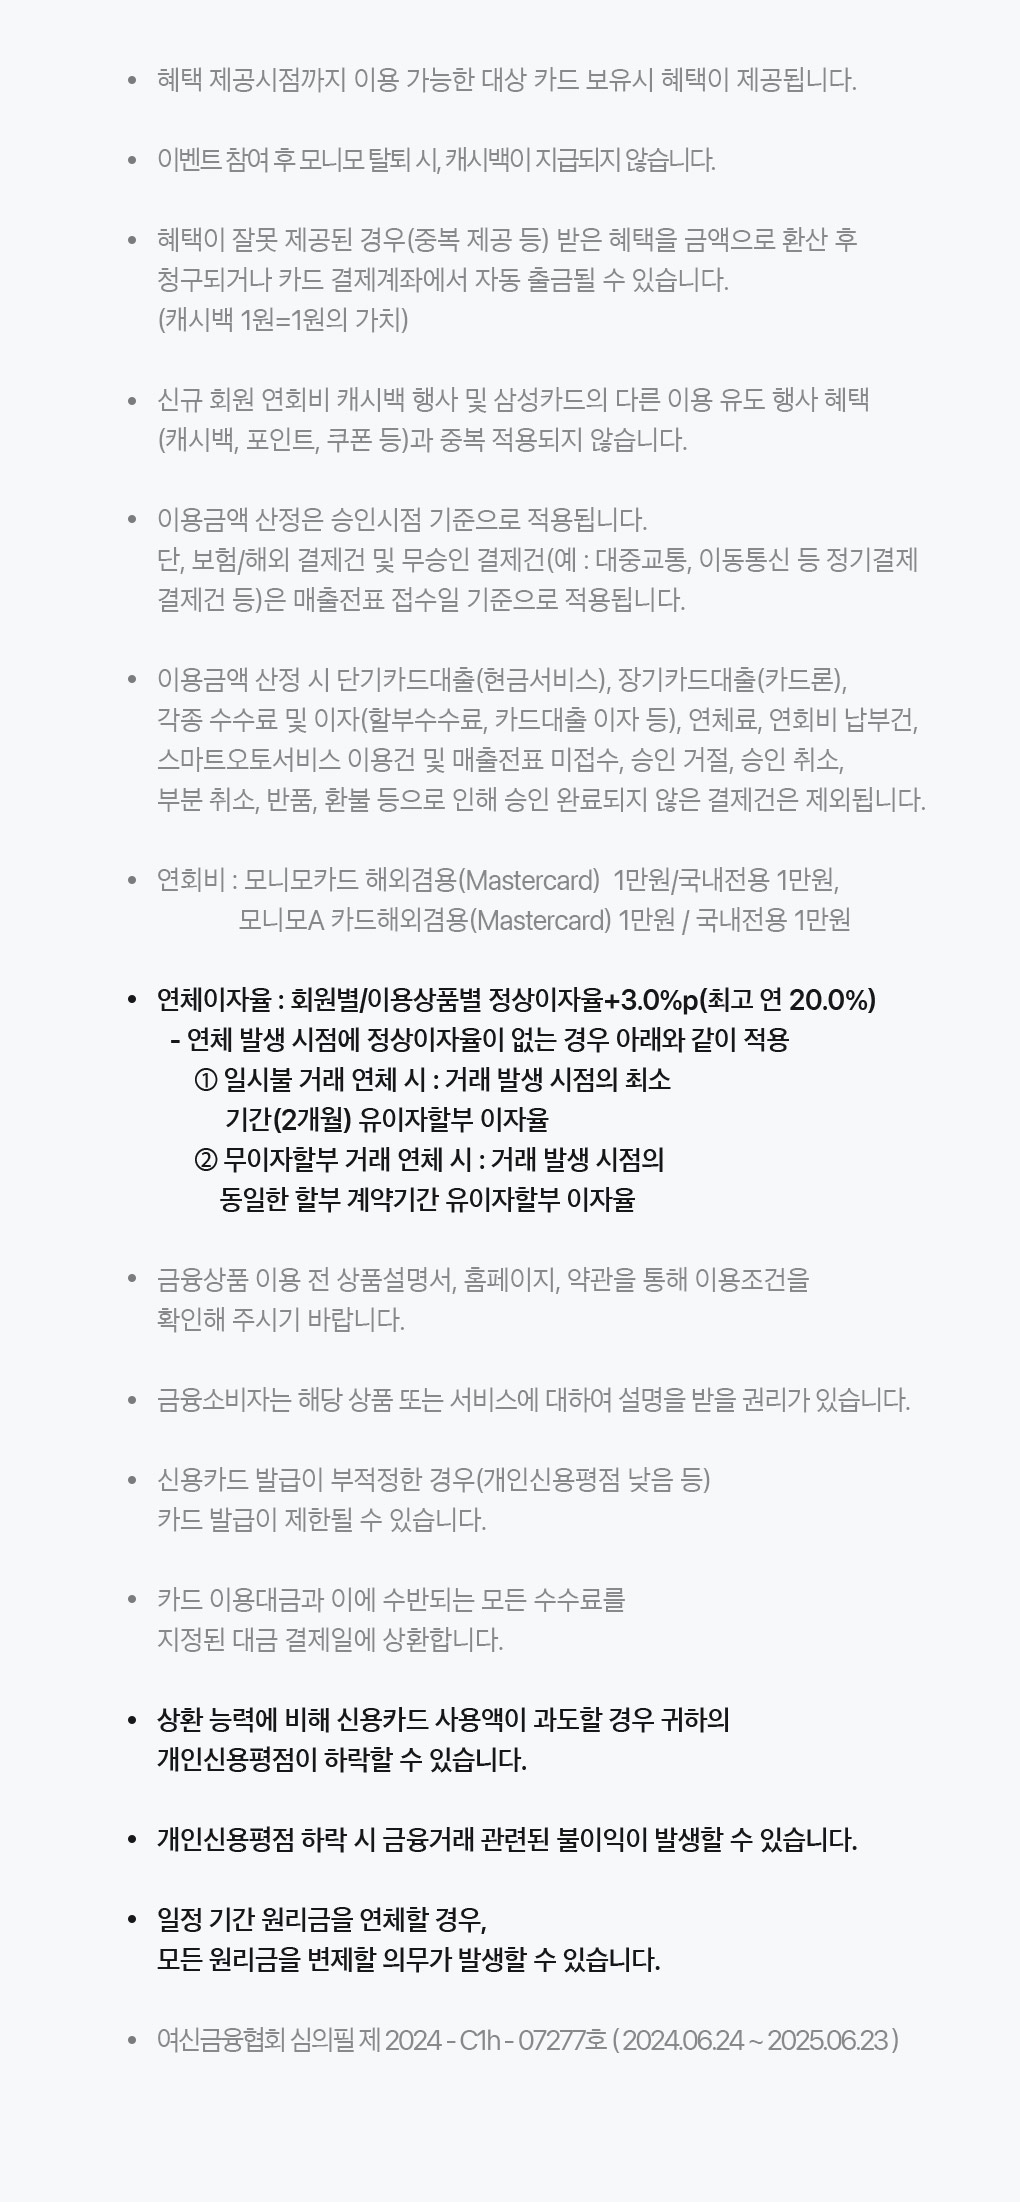 • 혜택 제공시점까지 이용 가능한 대상 카드 보유시 혜택이 제공됩니다.
• 이벤트 참여 후 모니모 탈퇴 시, 캐시백이 지급되지 않습니다.
• 혜택이 잘못 제공된 경우(중복 제공 등) 받은 혜택을 금액으로 환산 후
청구되거나 카드 결제계좌에서 자동 출금될 수 있습니다.
(캐시백 1원=1원의 가치)
• 신규 회원 연회비 캐시백 행사 및 삼성카드의 다른 이용 유도 행사 혜택
(캐시백, 포인트, 쿠폰 등)과 중복 적용되지 않습니다.
• 이용금액 산정은 승인시점 기준으로 적용됩니다.
단, 보험/해외 결제건 및 무승인 결제건(예 : 대중교통, 이동통신 등 정기결제
결제건 등)은 매출전표 접수일 기준으로 적용됩니다.
• 이용금액 산정 시 단기카드대출(현금서비스), 장기카드대출(카드론),
각종 수수료 및 이자(할부수수료, 카드대출 이자 등), 연체료, 연회비 납부건,
스마트오토서비스 이용건 및 매출전표 미접수, 승인 거절, 승인 취소,
부분 취소, 반품, 환불 등으로 인해 승인 완료되지 않은 결제건은 제외됩니다.
• 연회비 : 모니모카드 해외겸용(Mastercard) 1만원/국내전용 1만원,
모니모A 카드해외겸용(Mastercard) 1만원 / 국내전용 1만원
• 연체이자율 : 회원별/이용상품별 정상이자율+3.0%p(최고 연 20.0%)
- 연체 발생 시점에 정상이자율이 없는 경우 아래와 같이 적용
① 일시불 거래 연체 시 : 거래 발생 시점의 최소
기간(2개월) 유이자할부 이자율
② 무이자할부 거래 연체 시 : 거래 발생 시점의
동일한 할부 계약기간 유이자할부 이자율
• 금융상품 이용 전 상품설명서, 홈페이지, 약관을 통해 이용조건을
확인해 주시기 바랍니다.
• 금융소비자는 해당 상품 또는 서비스에 대하여 설명을 받을 권리가 있습니다.
• 신용카드 발급이 부적정한 경우(개인신용평점 낮음 등)
카드 발급이 제한될 수 있습니다.
• 카드 이용대금과 이에 수반되는 모든 수수료를
지정된 대금 결제일에 상환합니다.
• 상환 능력에 비해 신용카드 사용액이 과도할 경우 귀하의
개인신용평점이 하락할 수 있습니다.
• 개인신용평점 하락 시 금융거래 관련된 불이익이 발생할 수 있습니다.
• 일정 기간 원리금을 연체할 경우,
모든 원리금을 변제할 의무가 발생할 수 있습니다.
• 여신금융협회 심의필 제 2024 - C1h - 07277호 ( 2024.06.24 ~ 2025.06.23 )